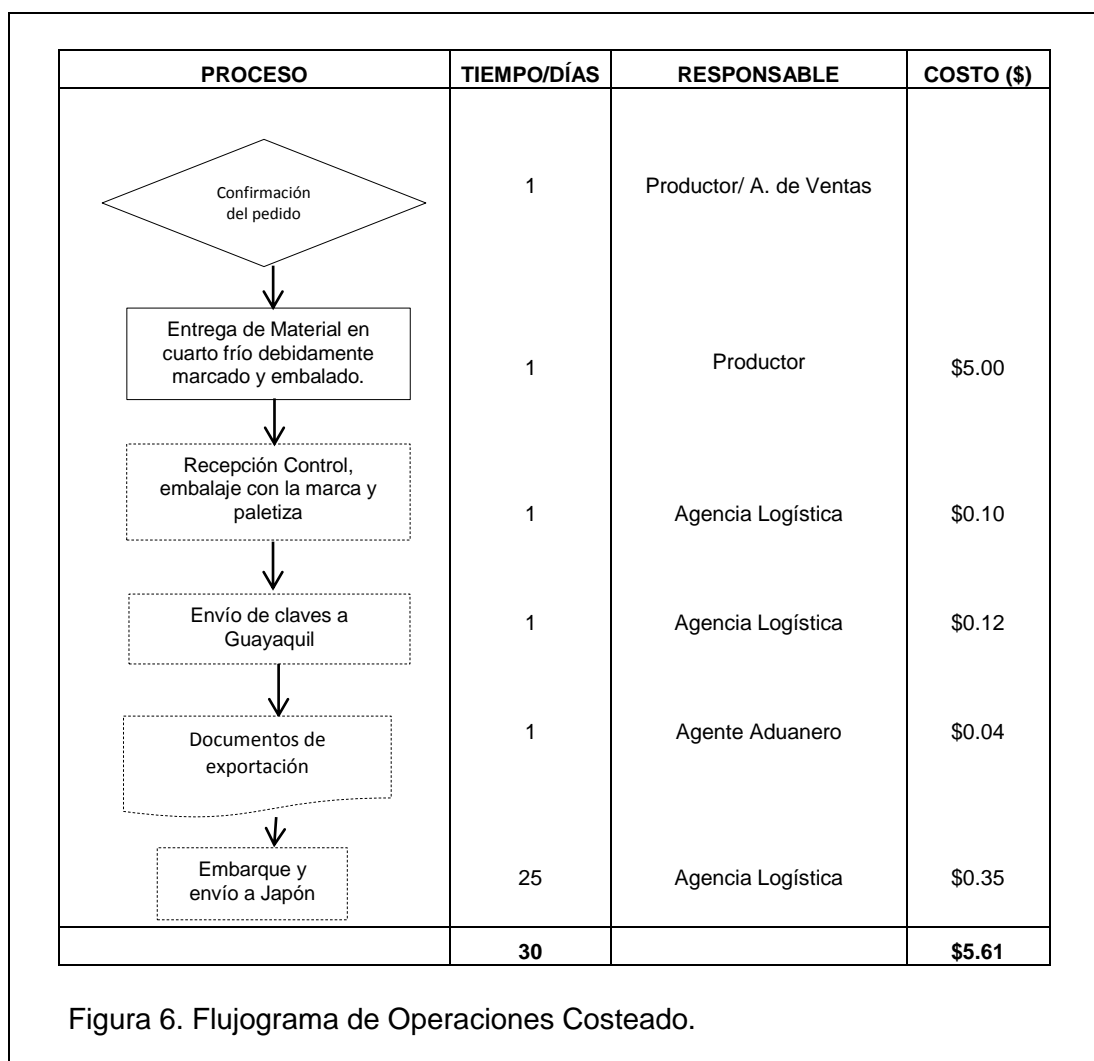 PROCESO TIEMPO/DÍAS RESPONSABLE COSTO ($)
Confirmación
del pedido
1 Productor/ A. de Ventas
Entrega de Material en
cuarto frío debidamente
marcado y embalado.
1 Productor $5.00
Recepción Control,
embalaje con la marca y
paletiza
1 Agencia Logística $0.10
Envío de claves a
Guayaquil
1 Agencia Logística $0.12
Documentos de
exportación
1 Agente Aduanero $0.04
Embarque y
envío a Japón
25 Agencia Logística $0.35
30 $5.61
Figura 6. Flujograma de Operaciones Costeado.